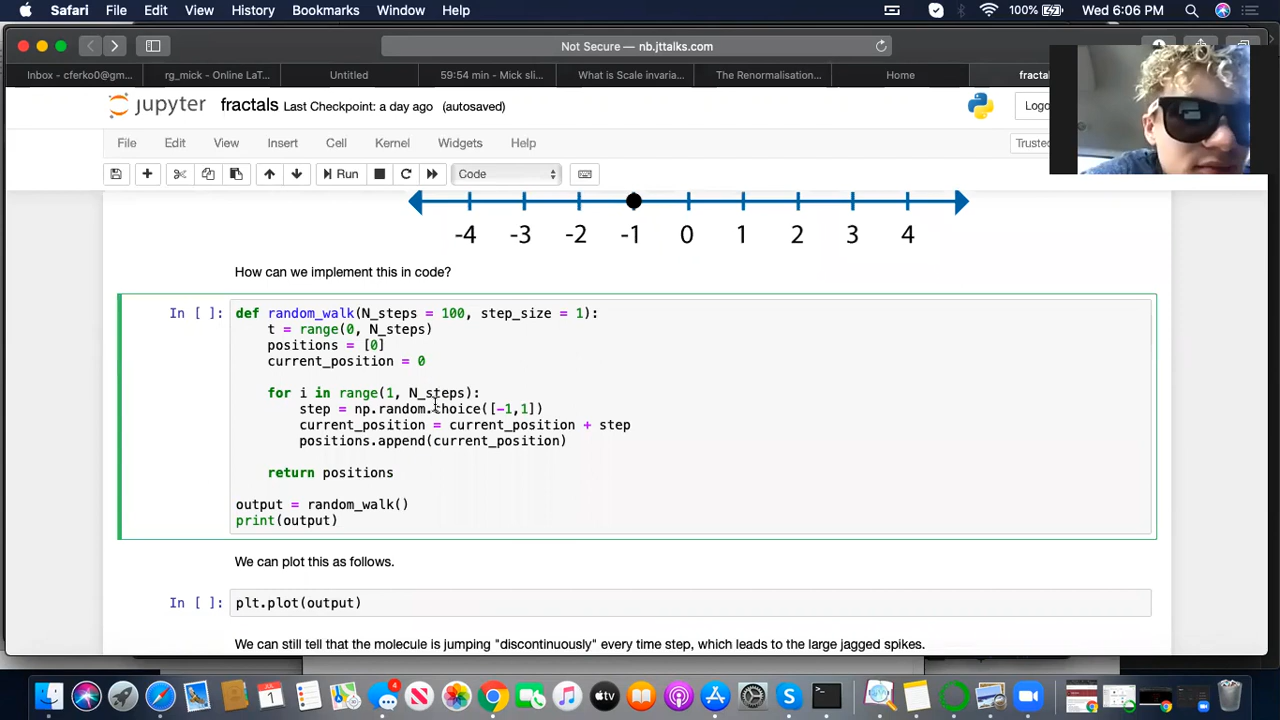 Safari File Edit View History Bookmarks Window Help 100% Wed 6:06 PM
Not Secure — nb.jttalks.com
Inbox - cferko0@gm... rg_mick - Online LaT... Untitled 59:54 min - Mick sli... What is Scale invaria... The Renormalisation... Home fractals
jupyter fractals Last Checkpoint: a day ago (autosaved) Logo
File Edit View Insert Cell Kernel Widgets Help Trusted
Run Code
-4 -3 -2 -1 0 1 2 3 4
How can we implement this in code?
In [ ]: def random_walk(N_steps = 100, step_size = 1):
t = range(0, N_steps)
positions = [0]
current_position = 0
for i in range(1, N_steps):
step = np.random.choice([-1,1])
current_position = current_position + step
positions.append(current_position)
return positions
output = random_walk()
print(output)
We can plot this as follows.
In [ ]: plt.plot(output)
We can still tell that the molecule is jumping "discontinuously" every time step, which leads to the large jagged spikes.
4
1